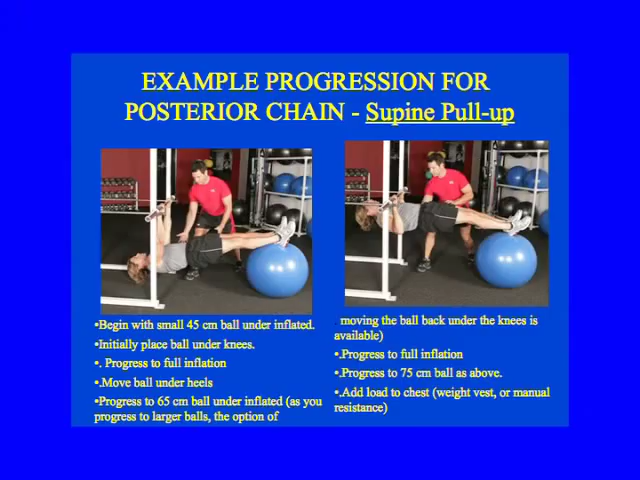 EXAMPLE PROGRESSION FOR
POSTERIOR CHAIN - Supine Pull-up
•Begin with small 45 cm ball under inflated.
•Initially place ball under knees.
•. Progress to full inflation
•.Move ball under heels
•Progress to 65 cm ball under inflated (as you
progress to larger balls, the option of
. moving the ball back under the knees is
available)
•.Progress to full inflation
•.Progress to 75 cm ball as above.
•.Add load to chest (weight vest, or manual
resistance)